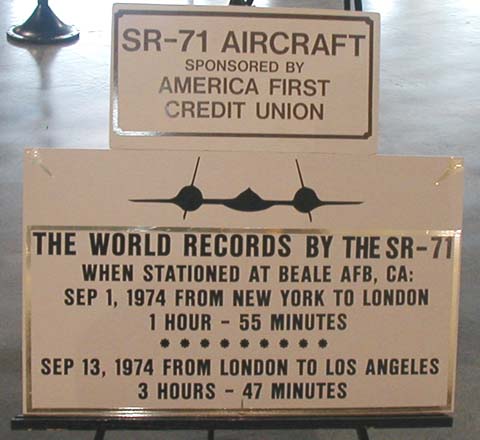 SR-71 AIRCRAFT
SPONSORED BY
AMERICA FIRST
CREDIT UNION
THE WORLD RECORDS BY THE SR-71
WHEN STATIONED AT BEALE AFB, CA:
SEP 1, 1974 FROM NEW YORK TO LONDON
1 HOUR - 55 MINUTES
* * * * * * * * *
SEP 13, 1974 FROM LONDON TO LOS ANGELES
3 HOURS - 47 MINUTES